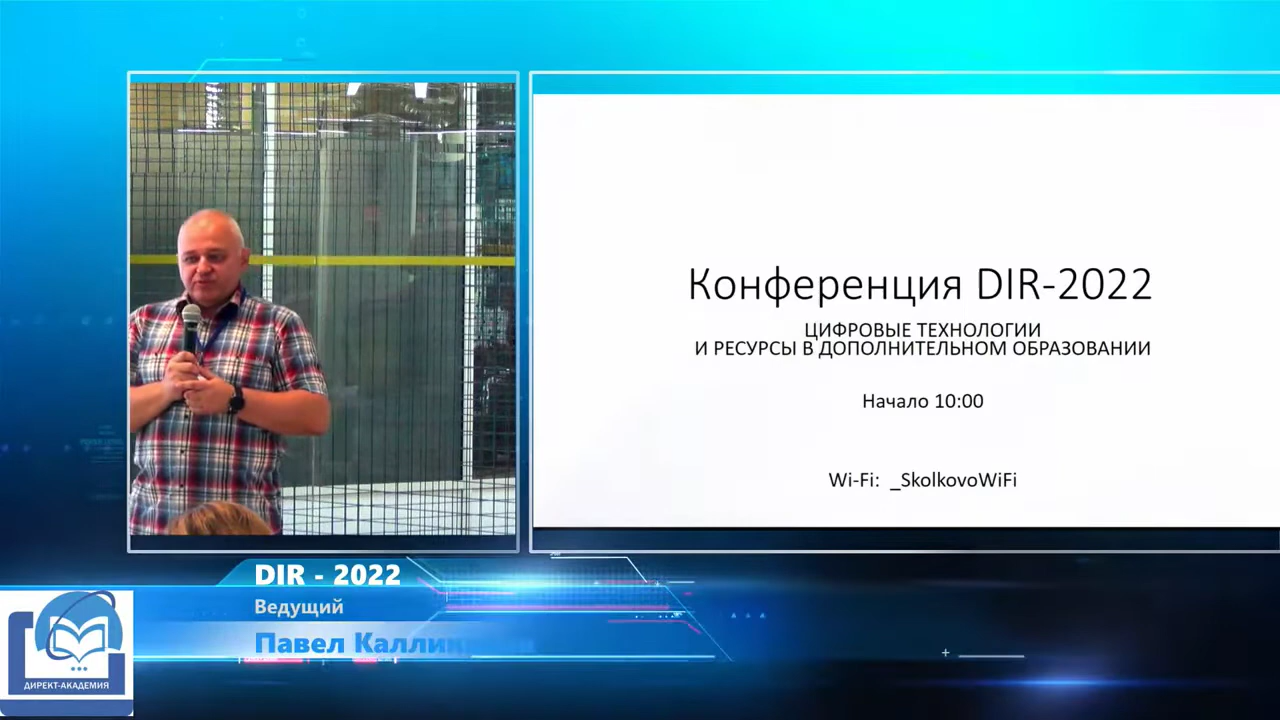 Конференция DIR-2022
ЦИФРОВЫЕ ТЕХНОЛОГИИ
И РЕСУРСЫ В ДОПОЛНИТЕЛЬНОМ ОБРАЗОВАНИИ
Начало 10:00
Wi-Fi: _SkolkovoWiFi
DIR - 2022
Ведущий
Павел
ДИРЕКТ-АКАДЕМИЯ